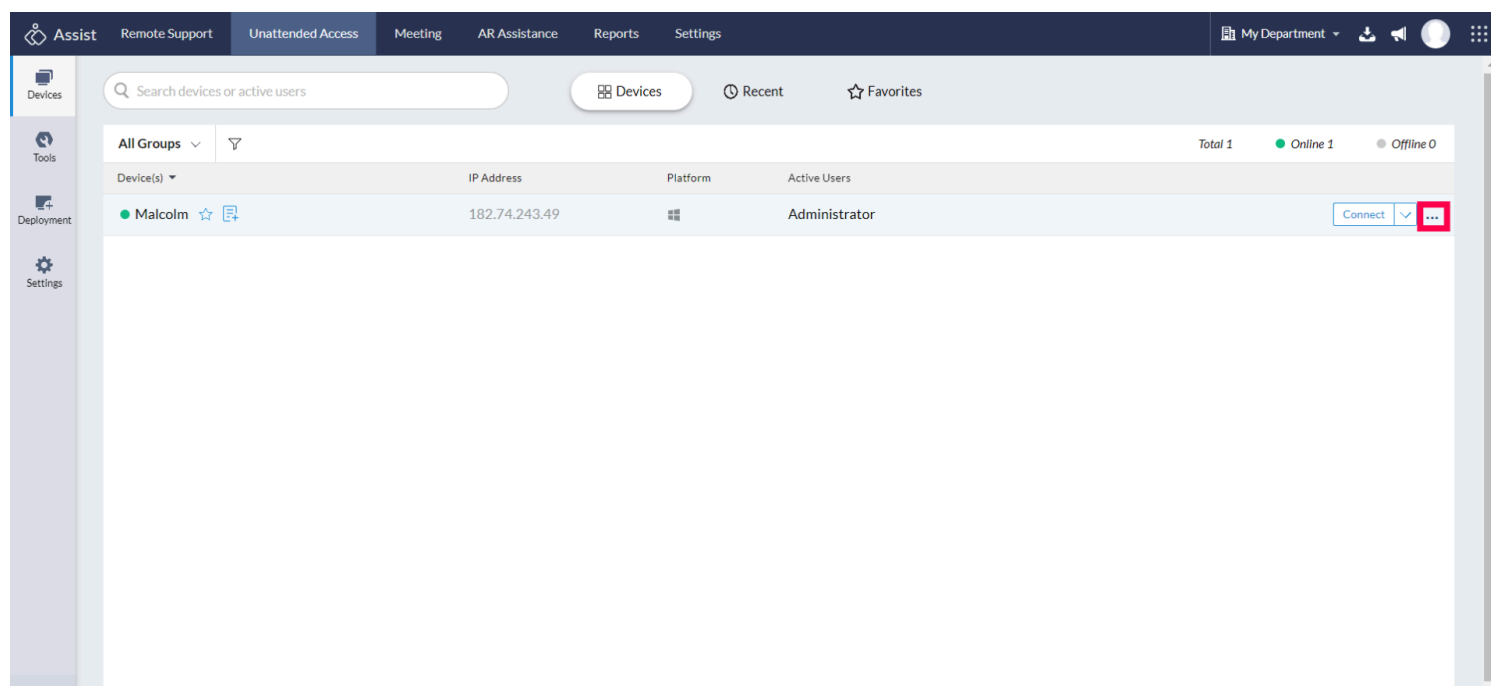 Assist Remote Support Unattended Access Meeting AR Assistance Reports Settings My Department
Devices
Search devices or active users
Devices Recent Favorites
Tools
All Groups
Total 1 Online 1 Offline 0
Device(s) IP Address Platform Active Users
Deployment
Malcolm 182.74.243.49 Administrator Connect ...
Settings